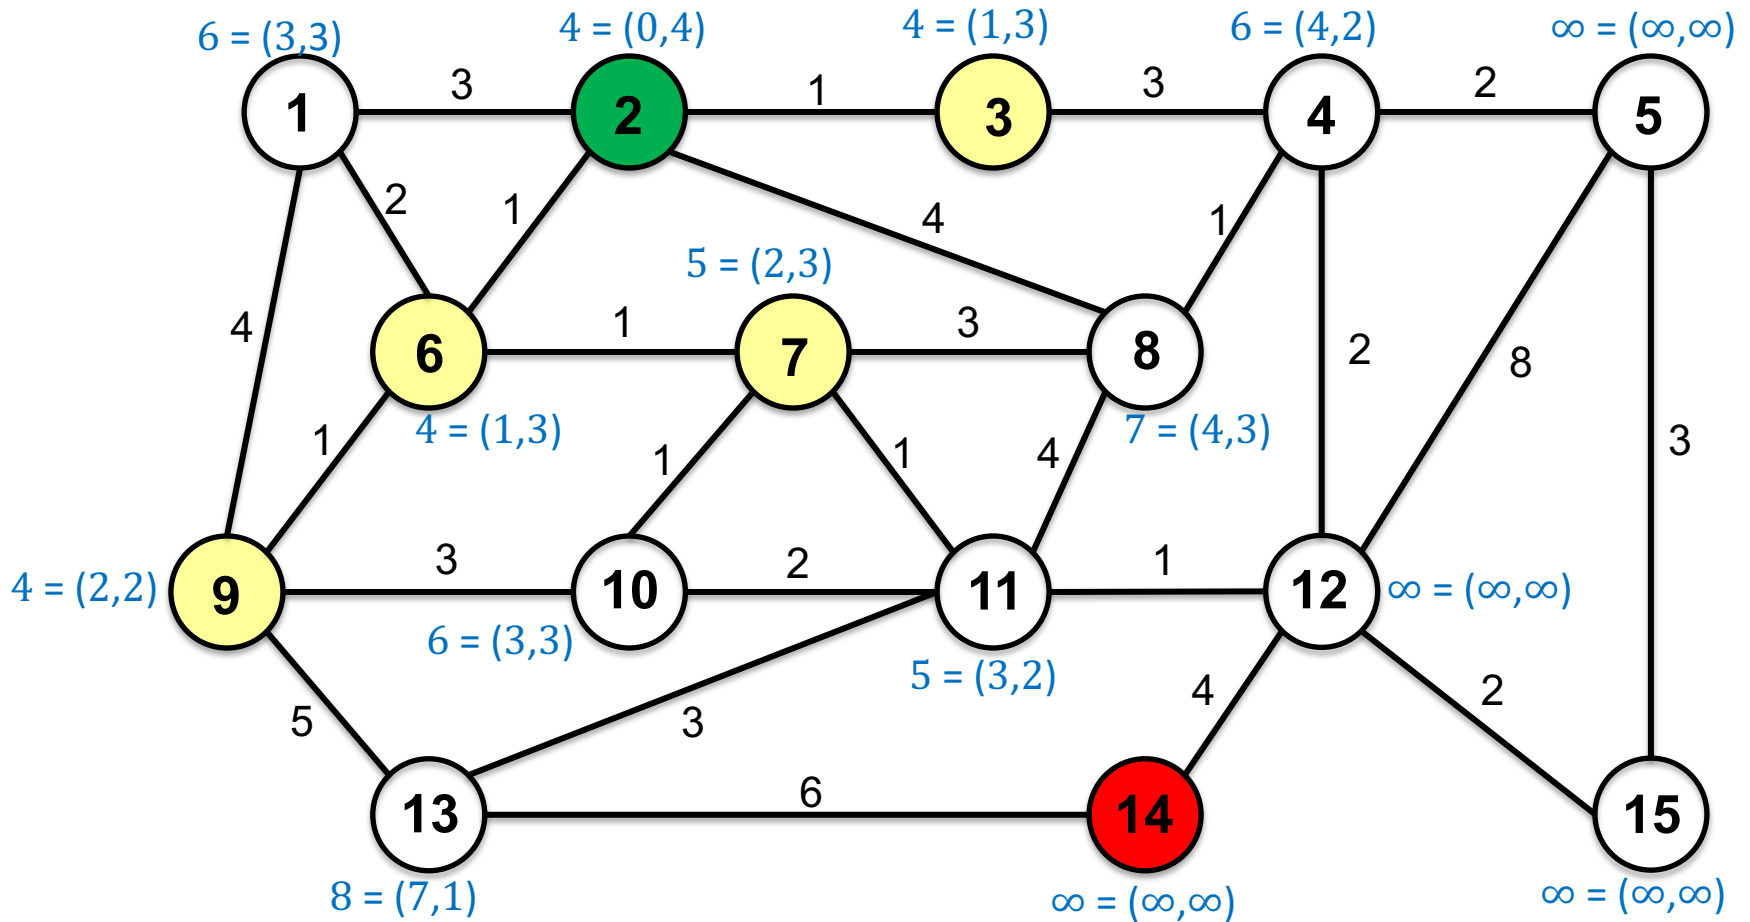 6 = (3,3)
4 = (0,4)
4 = (1,3)
6 = (4,2)
∞ = (∞,∞)
1
3
2
1
3
3
4
2
5
2
1
4
1
5 = (2,3)
4
6
1
7
3
8
2
8
4 = (1,3)
7 = (4,3)
1
1
1
4
3
4 = (2,2)
9
3
10
2
11
1
12
∞ = (∞,∞)
6 = (3,3)
5 = (3,2)
5
3
4
2
13
6
14
15
8 = (7,1)
∞ = (∞,∞)
∞ = (∞,∞)